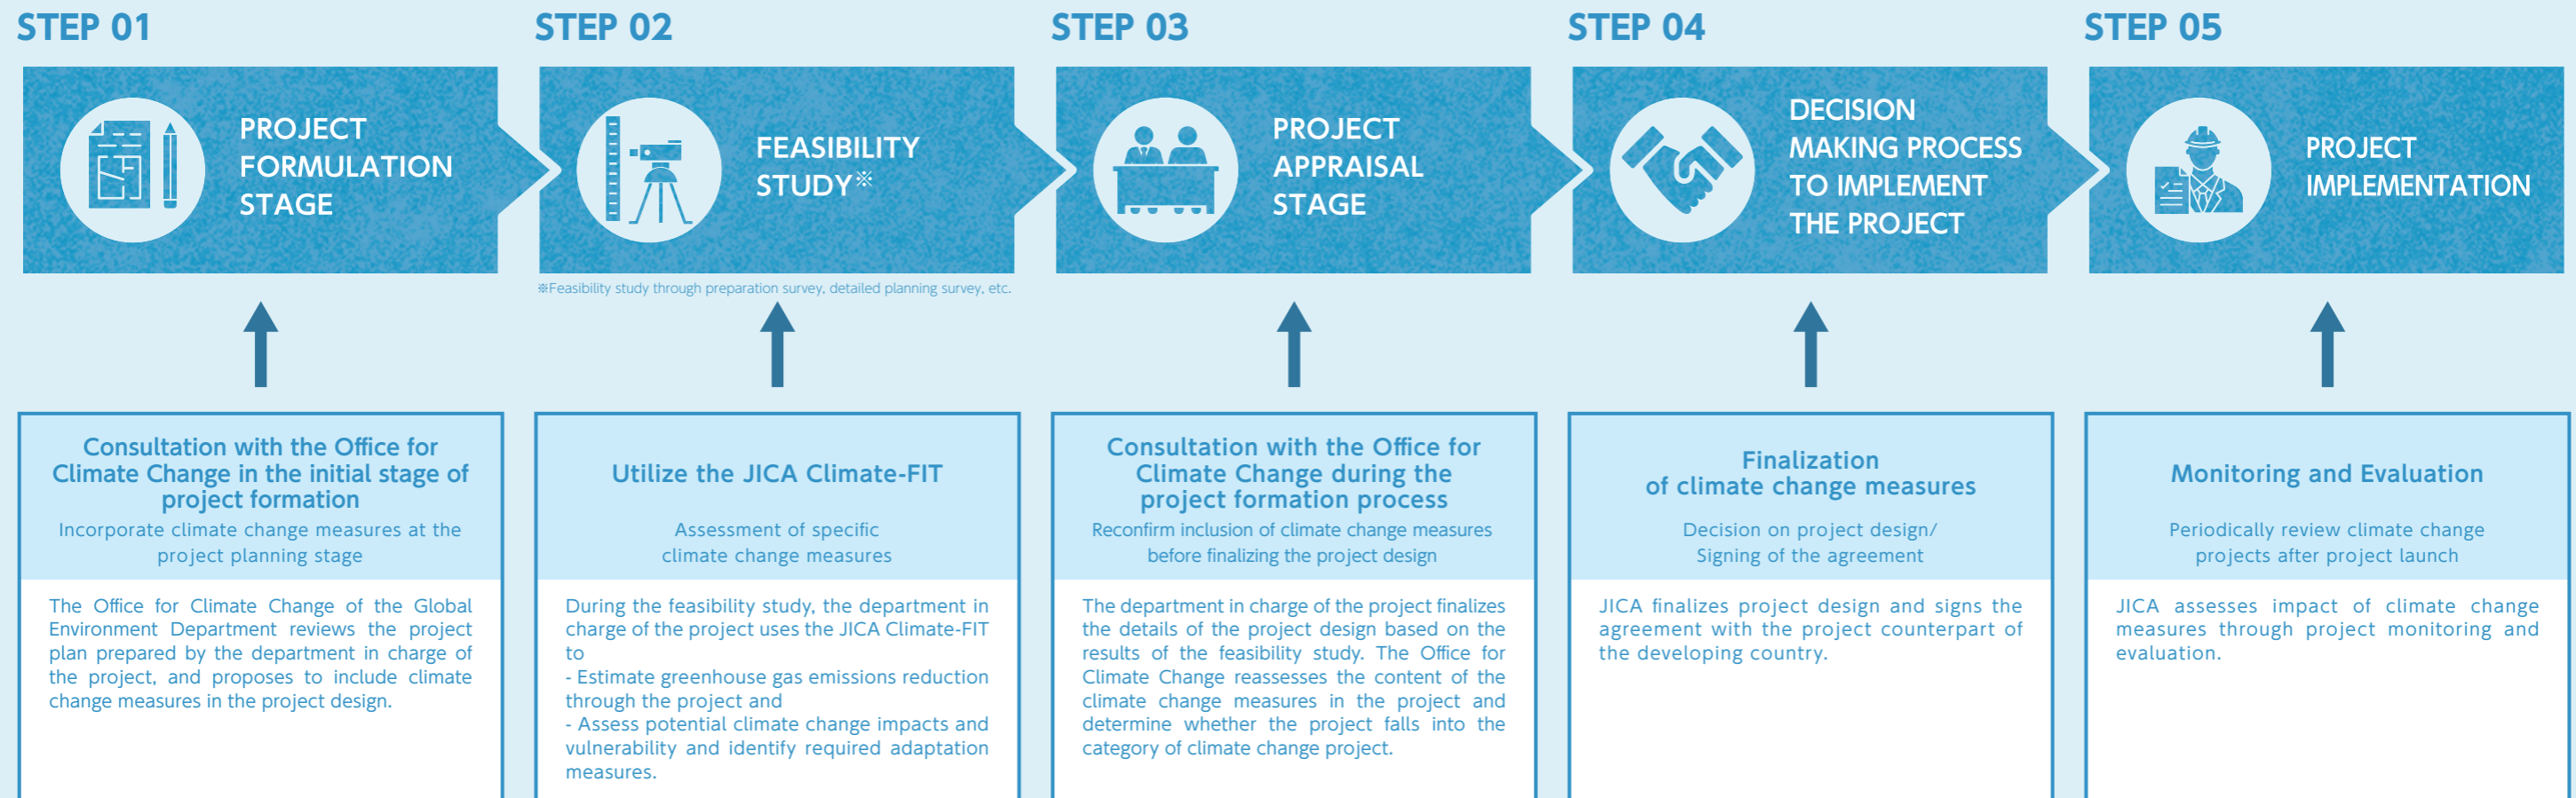 STEP 01
PROJECT
FORMULATION
STAGE
Consultation with the Office for
Climate Change in the initial stage of
project formation
Incorporate climate change measures at the
project planning stage
The Office for Climate Change of the Global
Environment Department reviews the project
plan prepared by the department in charge of
the project, and proposes to include climate
change measures in the project design.
STEP 02
FEASIBILITY
STUDY※
※Feasibility study through preparation survey, detailed planning survey, etc.
Utilize the JICA Climate-FIT
Assessment of specific
climate change measures
During the feasibility study, the department in
charge of the project uses the JICA Climate-FIT
to
- Estimate greenhouse gas emissions reduction
through the project and
- Assess potential climate change impacts and
vulnerability and identify required adaptation
measures.
STEP 03
PROJECT
APPRAISAL
STAGE
Consultation with the Office for
Climate Change during the
project formation process
Reconfirm inclusion of climate change measures
before finalizing the project design
The department in charge of the project finalizes
the details of the project design based on the
results of the feasibility study. The Office for
Climate Change reassesses the content of the
climate change measures in the project and
determine whether the project falls into the
category of climate change project.
STEP 04
DECISION
MAKING PROCESS
TO IMPLEMENT
THE PROJECT
Finalization
of climate change measures
Decision on project design/
Signing of the agreement
JICA finalizes project design and signs the
agreement with the project counterpart of
the developing country.
STEP 05
PROJECT
IMPLEMENTATION
Monitoring and Evaluation
Periodically review climate change
projects after project launch
JICA assesses impact of climate change
measures through project monitoring and
evaluation.